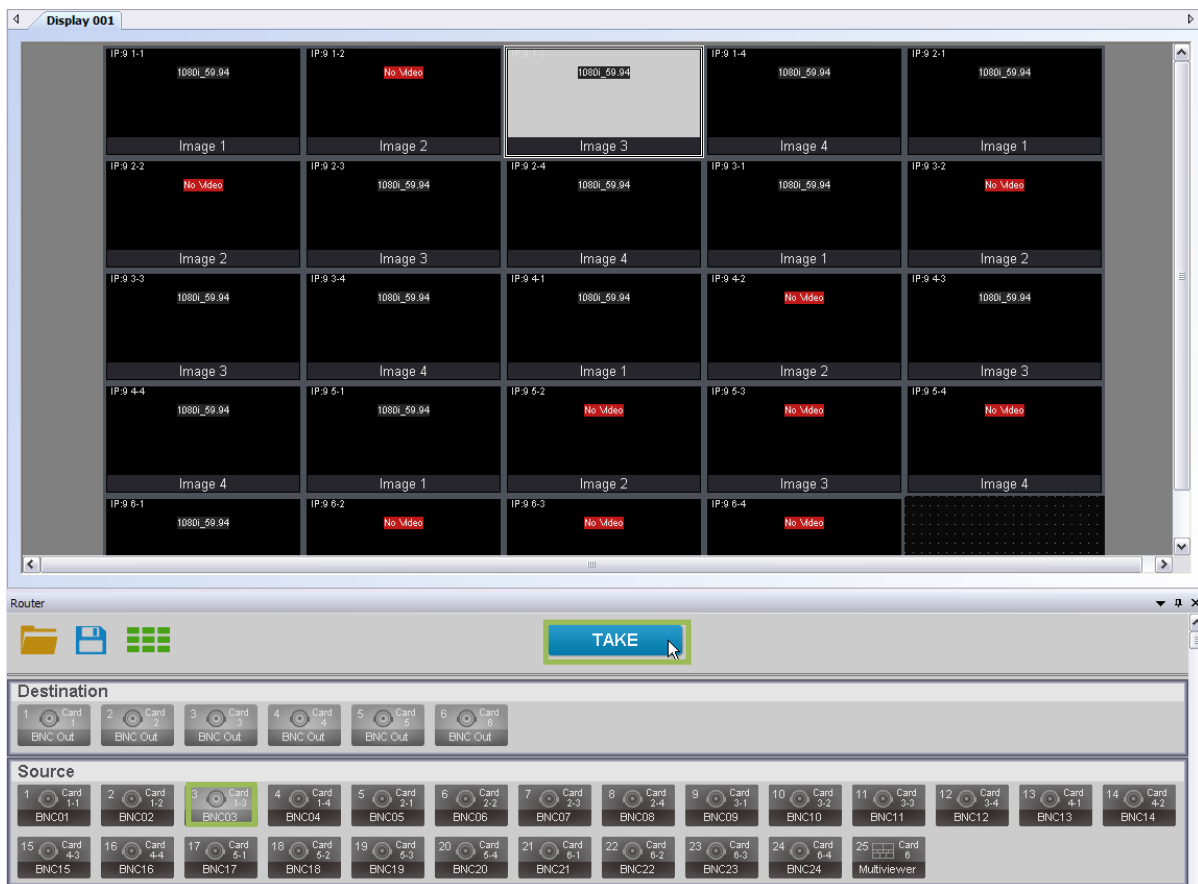 Display 001
IP:9 1-1 IP:9 1-2 IP:9 1-3 IP:9 1-4 IP:9 2-1
1080i_59.94 No Video 1080i_59.94 1080i_59.94 1080i_59.94
Image 1 Image 2 Image 3 Image 4 Image 1
IP:9 2-2 IP:9 2-3 IP:9 2-4 IP:9 3-1 IP:9 3-2
No Video 1080i_59.94 1080i_59.94 1080i_59.94 No Video
Image 2 Image 3 Image 4 Image 1 Image 2
IP:9 3-3 IP:9 3-4 IP:9 4-1 IP:9 4-2 IP:9 4-3
1080i_59.94 1080i_59.94 1080i_59.94 No Video 1080i_59.94
Image 3 Image 4 Image 1 Image 2 Image 3
IP:9 4-4 IP:9 5-1 IP:9 5-2 IP:9 5-3 IP:9 5-4
1080i_59.94 1080i_59.94 No Video No Video No Video
Image 4 Image 1 Image 2 Image 3 Image 4
IP:9 6-1 IP:9 6-2 IP:9 6-3 IP:9 6-4
1080i_59.94 No Video No Video No Video
Router
TAKE
Destination
1 Card 2 Card 3 Card 4 Card 5 Card 6 Card
1 2 3 4 5 6
BNC Out BNC Out BNC Out BNC Out BNC Out BNC Out
Source
1 Card 2 Card 3 Card 4 Card 5 Card 6 Card 7 Card 8 Card 9 Card 10 Card 11 Card 12 Card 13 Card 14 Card
1-1 1-2 1-3 1-4 2-1 2-2 2-3 2-4 3-1 3-2 3-3 3-4 4-1 4-2
BNC01 BNC02 BNC03 BNC04 BNC05 BNC06 BNC07 BNC08 BNC09 BNC10 BNC11 BNC12 BNC13 BNC14
15 Card 16 Card 17 Card 18 Card 19 Card 20 Card 21 Card 22 Card 23 Card 24 Card 25 Card
4-3 4-4 5-1 5-2 5-3 5-4 6-1 6-2 6-3 6-4 6
BNC15 BNC16 BNC17 BNC18 BNC19 BNC20 BNC21 BNC22 BNC23 BNC24 Multiviewer